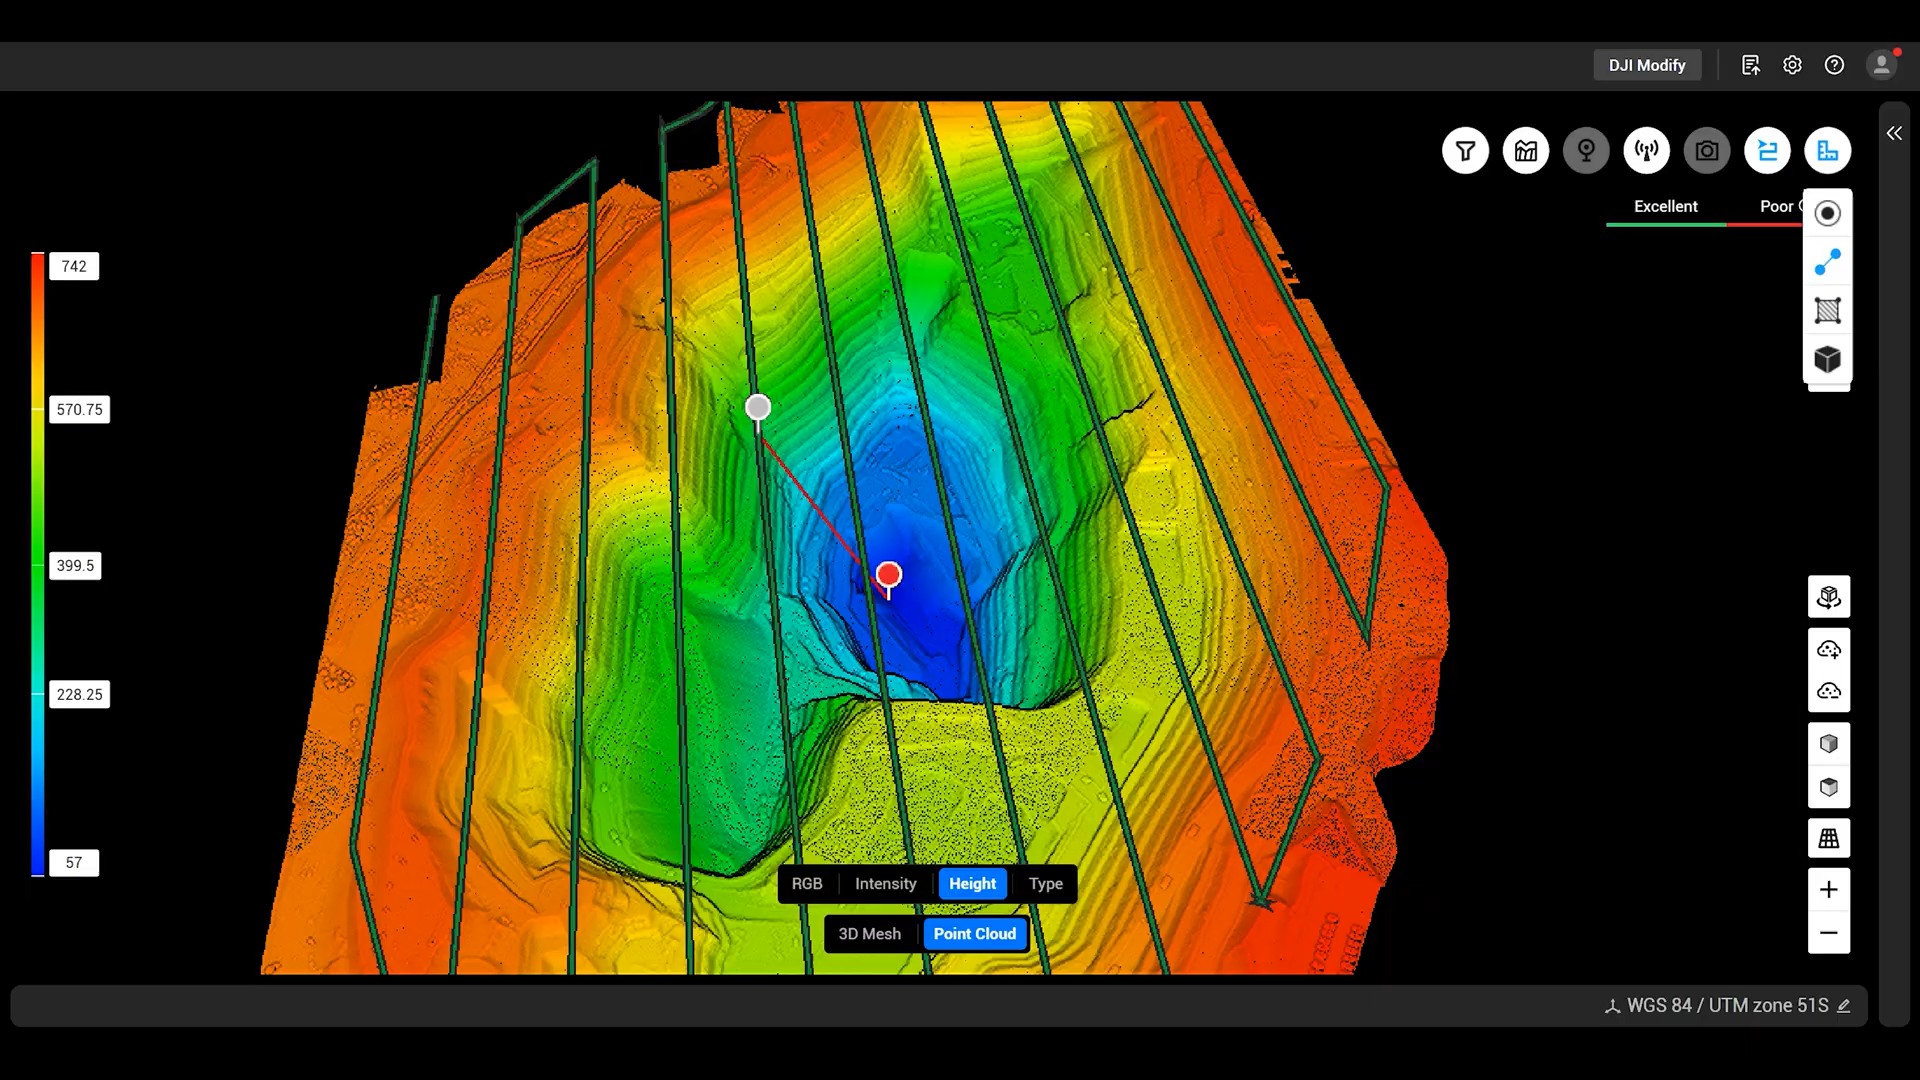 DJI Modify
Excellent
Poor
742
570.75
399.5
228.25
57
RGB
Intensity
Height
Type
3D Mesh
Point Cloud
WGS 84 / UTM zone 51S